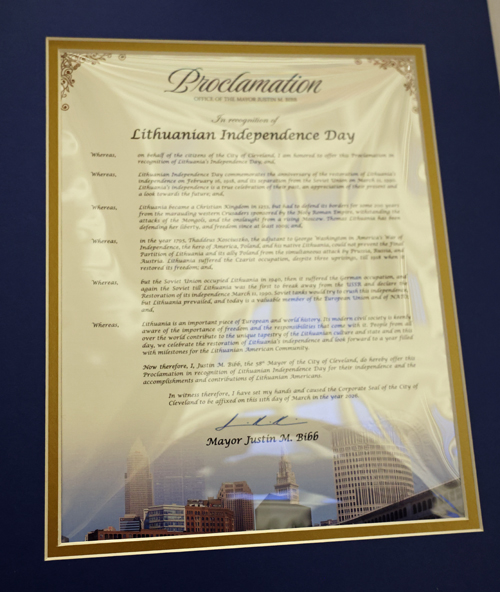 Proclamation
OFFICE OF THE MAYOR JUSTIN M. BIBB
In recognition of
Lithuanian Independence Day
Whereas, on behalf of the citizens of the City of Cleveland, I am honored to offer this Proclamation in
recognition of Lithuania's Independence Day, and,
Whereas, Lithuanian Independence Day commemorates the anniversary of the restoration of Lithuania's
independence on February 16, 1918, and its separation from the Soviet Union on March 11, 1990.
Lithuania's independence is a true celebration of their past, an appreciation of their present and
a look towards the future; and,
Whereas, Lithuania became a Christian Kingdom in 1253, but had to defend its borders for some 200 years
from the marauding western Crusaders sponsored by the Holy Roman Empire, withstanding the
attacks of the Mongols, and the onslaught from a rising Moscow. Thomas Lithuania has been
defending her liberty, and freedom since at least 1009; and,
Whereas, in the year 1795, Thaddeus Kosciuszko, the adjutant to George Washington in America's War of
Independence, the hero of America, Poland, and his native Lithuania, could not prevent the final
Partition of Lithuania and its ally Poland from the simultaneous attack by Prussia, Russia, and
Austria. Lithuania suffered the Czarist occupation, despite three uprisings, till 1918 when it
restored its freedom; and,
Whereas, But the Soviet Union occupied Lithuania in 1940, then it suffered the German occupation, and
again the Soviet till Lithuania was the first to break away from the USSR and declare the
Restoration of its independence March 11, 1990. Soviet tanks would try to crush this independence
but Lithuania prevailed, and today is a valuable member of the European Union and of NATO;
and,
Whereas, Lithuania is an important piece of European and world history. Its modern civil society is keenly
aware of the importance of freedom and the responsibilities that come with it. People from all
over the world contribute to the unique tapestry of the Lithuanian culture and state and on this
day, we celebrate the restoration of Lithuania's independence and look forward to a year filled
with milestones for the Lithuanian American Community.
Now therefore, I, Justin M. Bibb, the 58th Mayor of the City of Cleveland, do hereby offer this
Proclamation in recognition of Lithuanian Independence Day for their independence and the
accomplishments and contributions of Lithuanian Americans.
In witness therefore, I have set my hands and caused the Corporate Seal of the City of
Cleveland to be affixed on this 11th day of March in the year 2026.
Mayor Justin M. Bibb